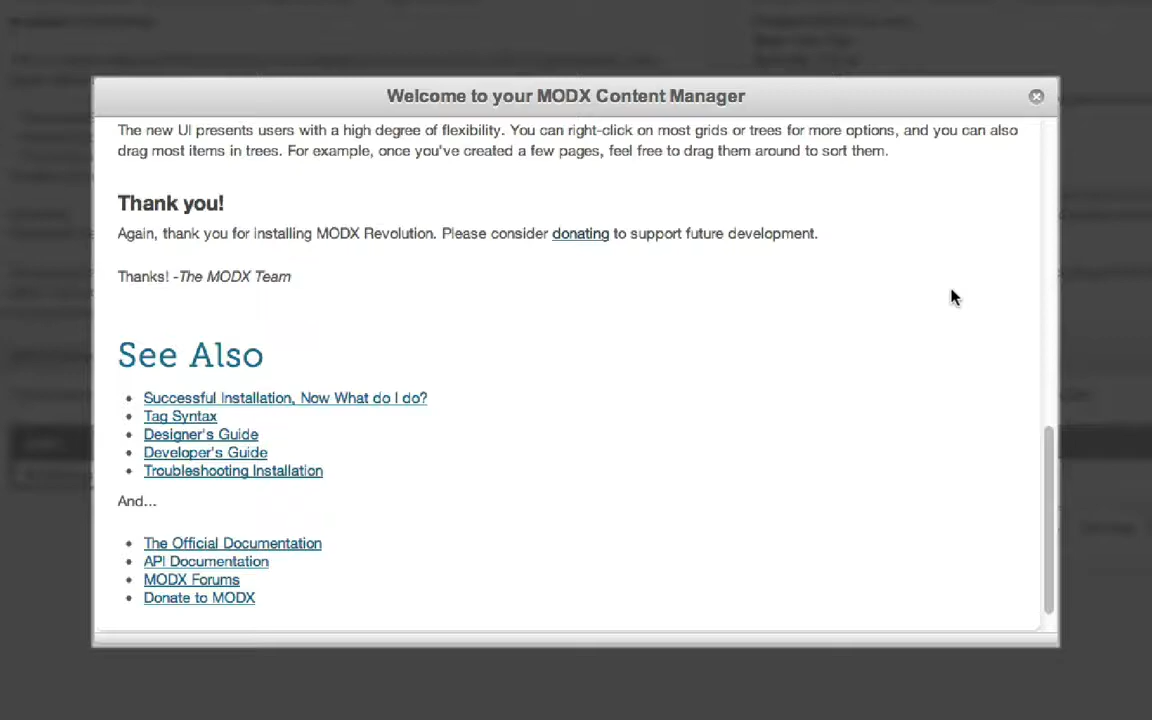 Welcome to your MODX Content Manager
The new UI presents users with a high degree of flexibility. You can right-click on most grids or trees for more options, and you can also
drag most items in trees. For example, once you've created a few pages, feel free to drag them around to sort them.
Thank you!
Again, thank you for installing MODX Revolution. Please consider donating to support future development.
Thanks! -The MODX Team
See Also
Successful Installation, Now What do I do?
Tag Syntax
Designer's Guide
Developer's Guide
Troubleshooting Installation
And...
The Official Documentation
API Documentation
MODX Forums
Donate to MODX